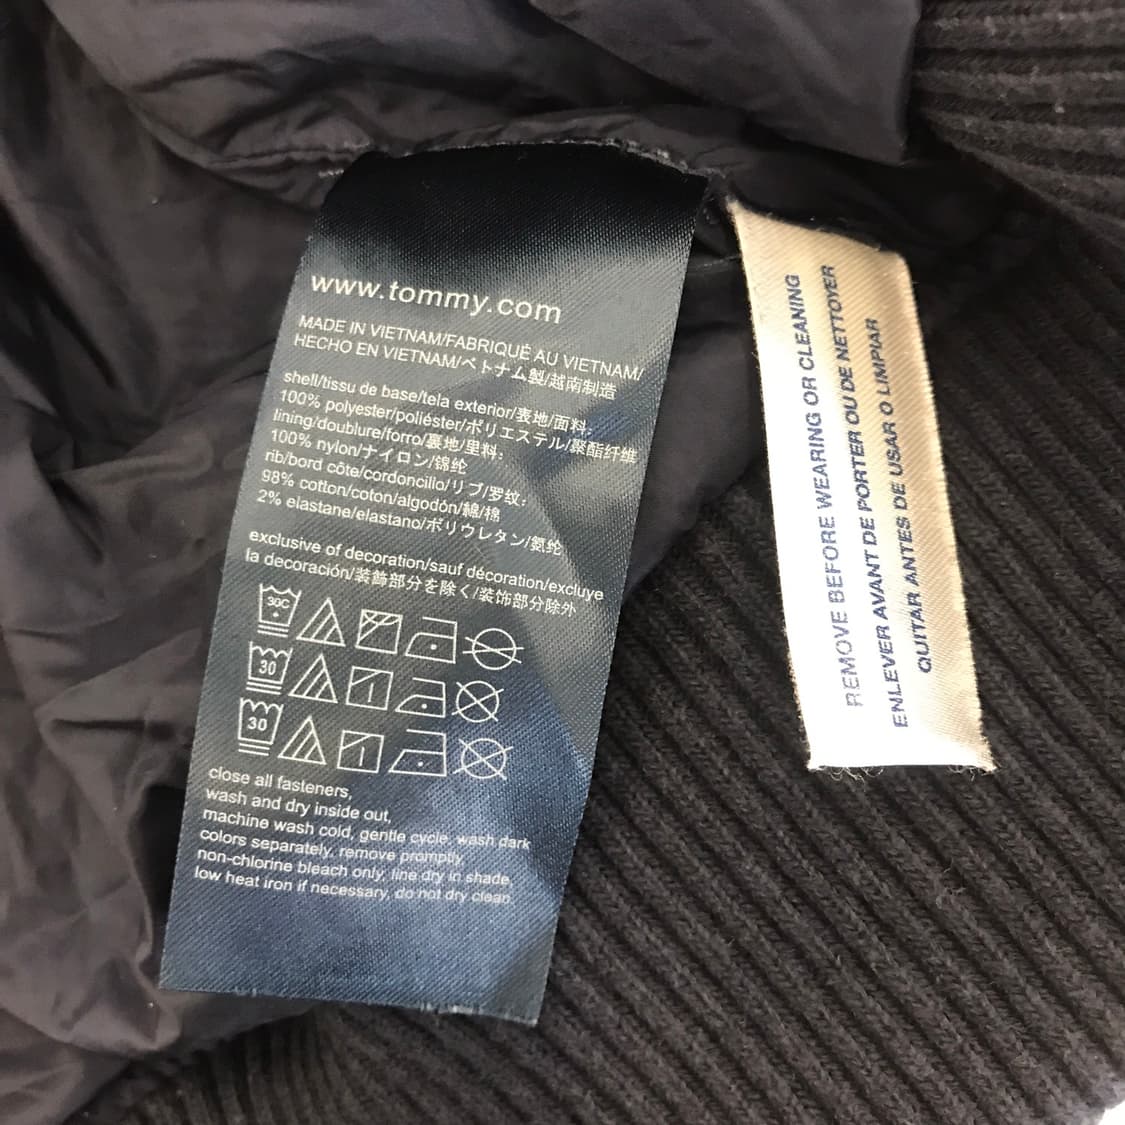 www.tommy.com
MADE IN VIETNAM/FABRIQUÉ AU VIETNAM/
HECHO EN VIETNAM/ベトナム製/越南制造
shell/tissu de base/tela exterior/表地/面料:
100% polyester/poliéster/ポリエステル/聚酯纤维
lining/doublure/forro/裏地/里料:
100% nylon/ナイロン/锦纶
rib/bord côte/cordoncillo/リブ/罗纹:
98% cotton/coton/algodón/綿/棉
2% elastane/elastano/ポリウレタン/氨纶
exclusive of decoration/sauf décoration/excluye
la decoración/装飾部分を除く/装饰部分除外
30C
30
30
close all fasteners,
wash and dry inside out,
machine wash cold, gentle cycle, wash dark
colors separately, remove promptly,
non-chlorine bleach only, line dry in shade,
low heat iron if necessary, do not dry clean
REMOVE BEFORE WEARING OR CLEANING
ENLEVER AVANT DE PORTER OU DE NETTOYER
QUITAR ANTES DE USAR O LIMPIAR